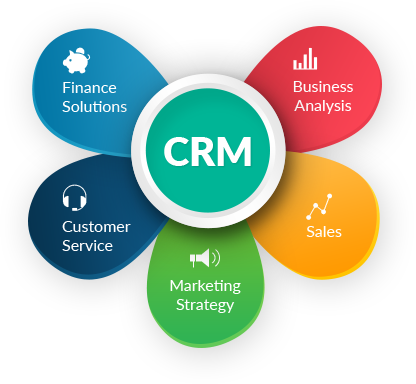 Finance
Solutions
Business
Analysis
CRM
Customer
Service
Sales
Marketing
Strategy